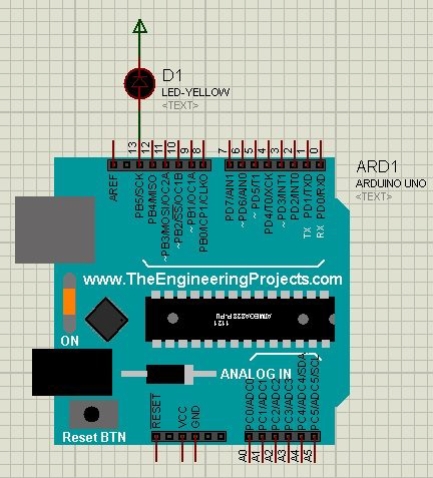 D1
LED-YELLOW
<TEXT>
13
12
11
10
9
8
7
6
5
4
3
2
1
0
AREF
PB5/SCK
PB4/MISO
~PB3/MOSI/OC2A
~PB2/SS/OC1B
~PB1/OC1A
PB0/ICP1/CLKO
PD7/AIN1
~PD6/AIN0
~PD5/T1
PD4/T0/XCK
~PD3/INT1
PD2/INT0
TX PD1/TXD
RX PD0/RXD
ARD1
ARDUINO UNO
<TEXT>
www.TheEngineeringProjects.com
1121
ON
ANALOG IN
Reset BTN
RESET
VCC
GND
PC0/ADC0
PC1/ADC1
PC2/ADC2
PC3/ADC3
PC4/ADC4/SDA
PC5/ADC5/SCL
A0
A1
A2
A3
A4
A5